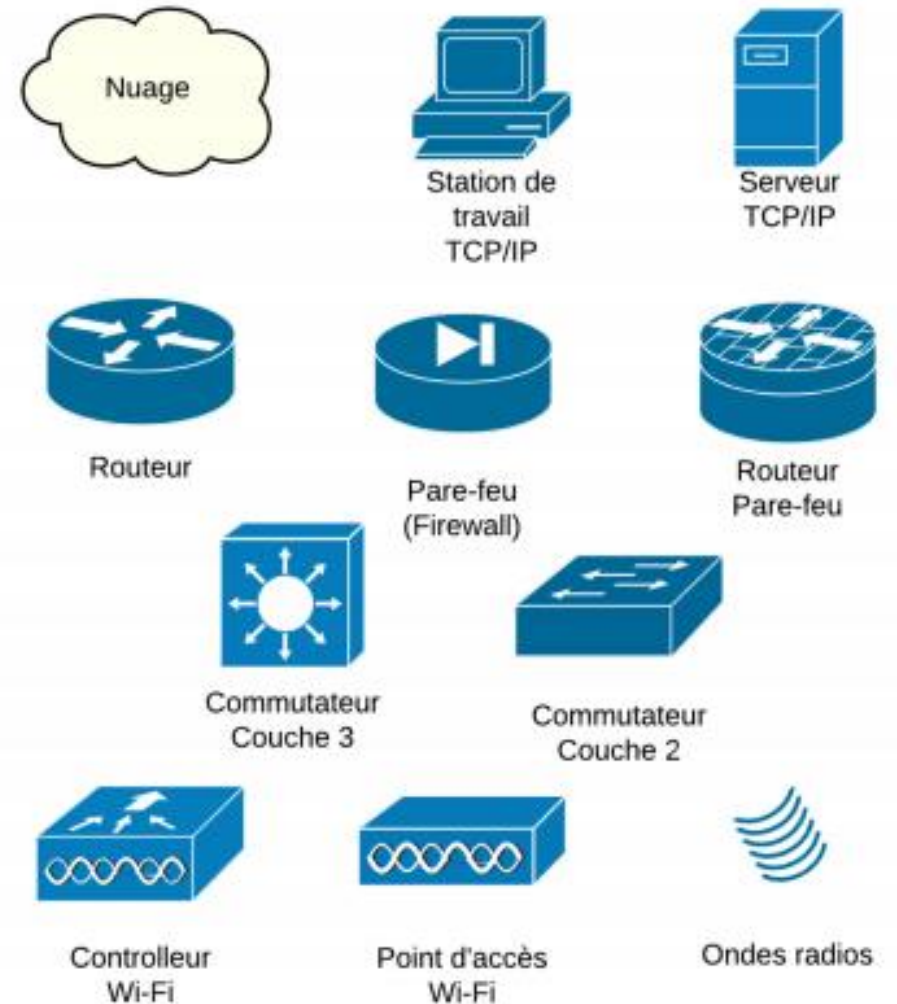 Nuage
Station de
travail
TCP/IP
Serveur
TCP/IP
Routeur
Pare-feu
(Firewall)
Routeur
Pare-feu
Commutateur
Couche 3
Commutateur
Couche 2
Controlleur
Wi-Fi
Point d'accès
Wi-Fi
Ondes radios